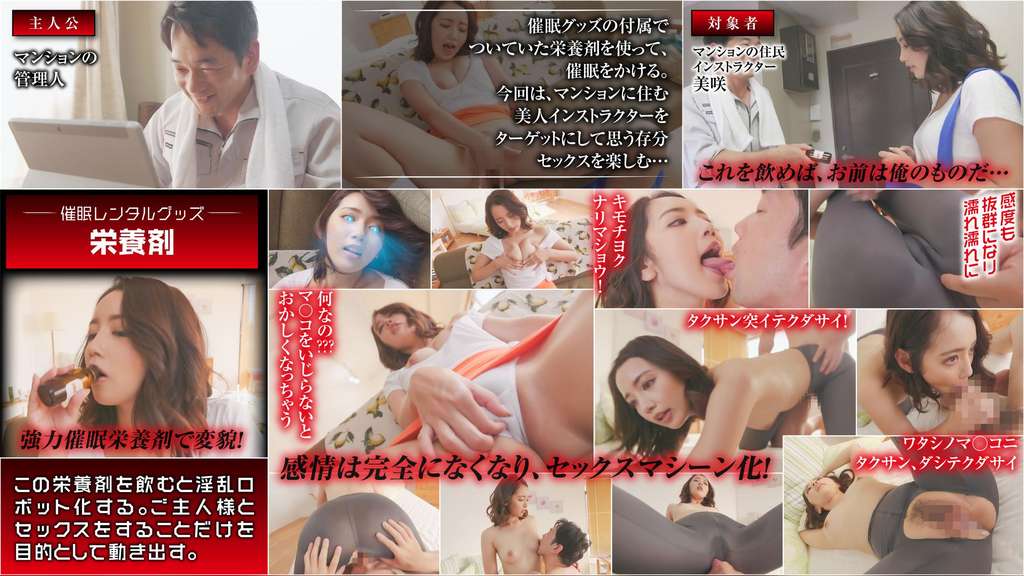 主人公
マンションの
管理人
催眠グッズの付属で
ついていた栄養剤を使って、
催眠をかける。
今回は、マンションに住む
美人インストラクターを
ターゲットにして思う存分
セックスを楽しむ…
対象者
マンションの住民
インストラクター
美咲
これを飲めば、お前は俺のものだ…
催眠レンタルグッズ
栄養剤
強力催眠栄養剤で変貌!
この栄養剤を飲むと淫乱ロ
ボット化する。ご主人様と
セックスをすることだけを
目的として動き出す。
キモチヨク
ナリマショウ!
感度も
抜群になり
濡れ濡れに
何なの???
マ〇コをいじらないと
おかしくなっちゃう
タクサン突イテクダサイ!
感情は完全になくなり、セックスマシーン化!
ワタシノマ〇コニ
タクサン、ダシテクダサイ